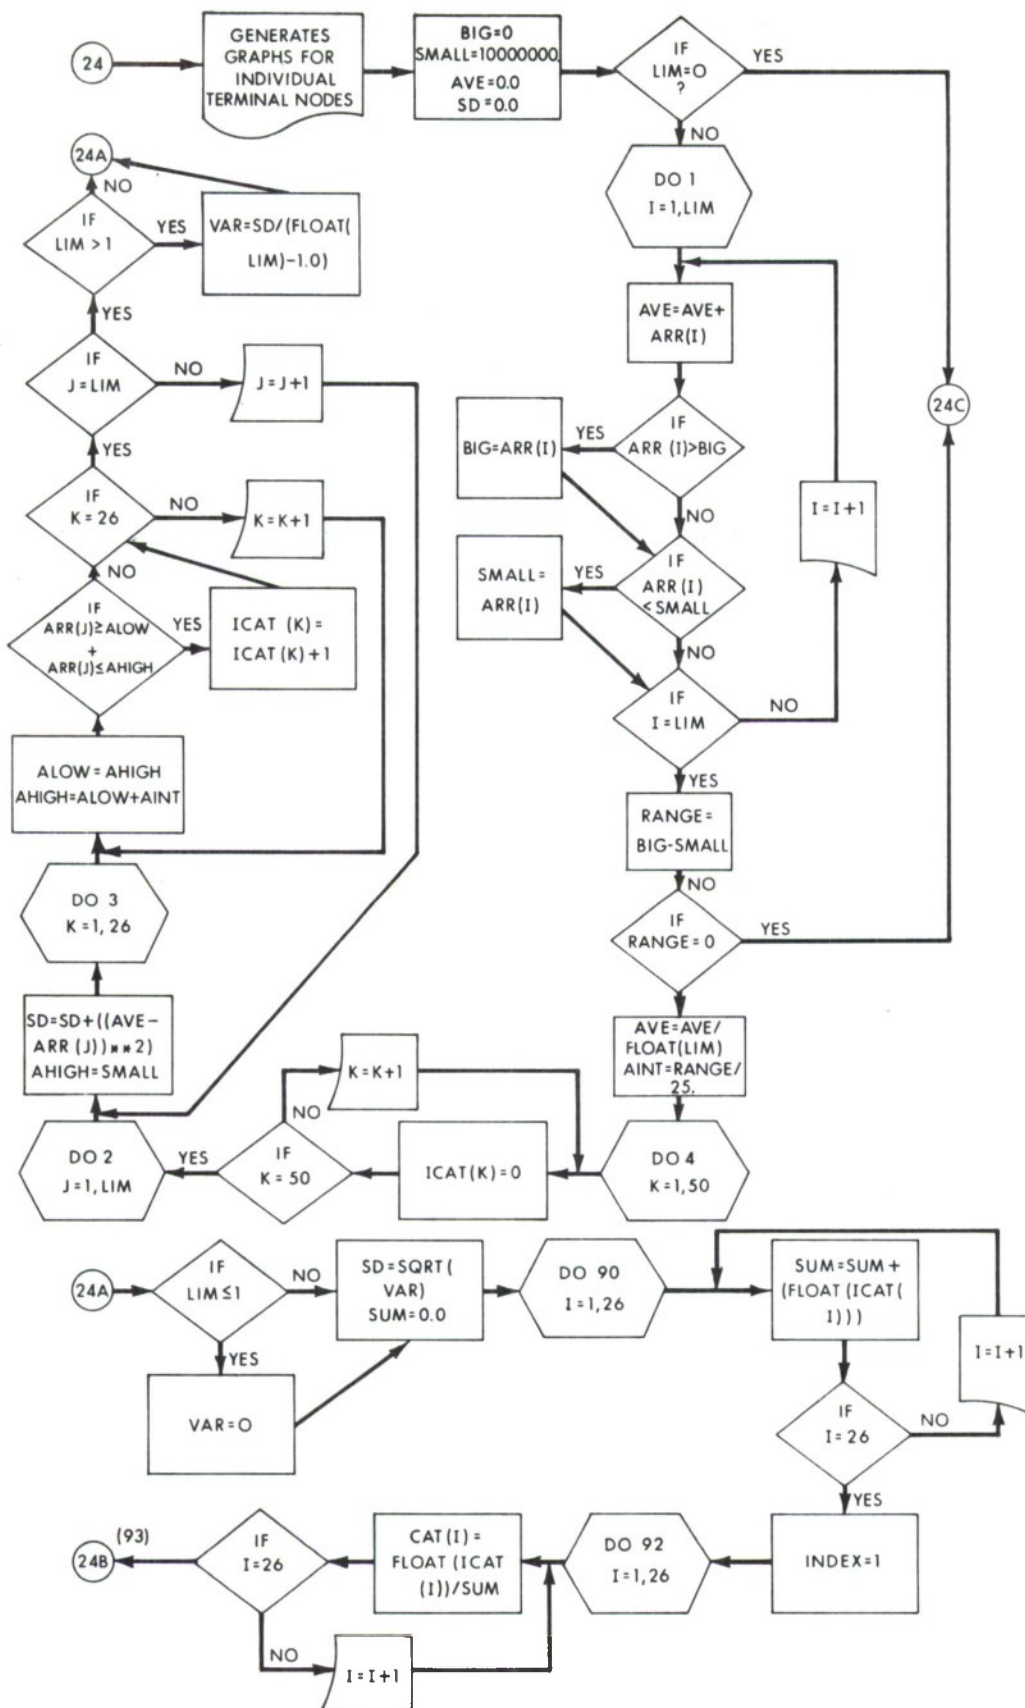 24
GENERATES
GRAPHS FOR
INDIVIDUAL
TERMINAL NODES
BIG=0
SMALL=10000000,
AVE=0.0
SD=0.0
IF
LIM=0
?
YES
NO
DO 1
I=1,LIM
AVE=AVE+
ARR(I)
IF
ARR (I)>BIG
YES
BIG=ARR(I)
NO
IF
ARR (I)
<SMALL
YES
SMALL=
ARR(I)
NO
IF
I=LIM
NO
I=I+1
YES
RANGE=
BIG-SMALL
NO
IF
RANGE=0
YES
24C
AVE=AVE/
FLOAT(LIM)
AINT=RANGE/
25.
DO 4
K=1,50
ICAT(K)=0
IF
K=50
NO
K=K+1
YES
DO 2
J=1,LIM
SD=SD+((AVE-
ARR (J))**2)
AHIGH=SMALL
DO 3
K=1,26
ALOW=AHIGH
AHIGH=ALOW+AINT
IF
ARR(J)≥ALOW
+
ARR(J)≤AHIGH
YES
ICAT (K)=
ICAT(K)+1
NO
IF
K=26
NO
K=K+1
YES
IF
J=LIM
NO
J=J+1
YES
IF
LIM >1
YES
VAR=SD/(FLOAT(
LIM)-1.0)
NO
24A
24A
IF
LIM≤1
NO
YES
VAR=O
SD=SQRT(
VAR)
SUM=0.0
DO 90
I=1,26
SUM=SUM+
(FLOAT(ICAT(
I)))
IF
I=26
NO
I=I+1
YES
INDEX=1
DO 92
I=1,26
CAT(I)=
FLOAT (ICAT
(I))/SUM
IF
I=26
NO
I=I+1
(93)
24B